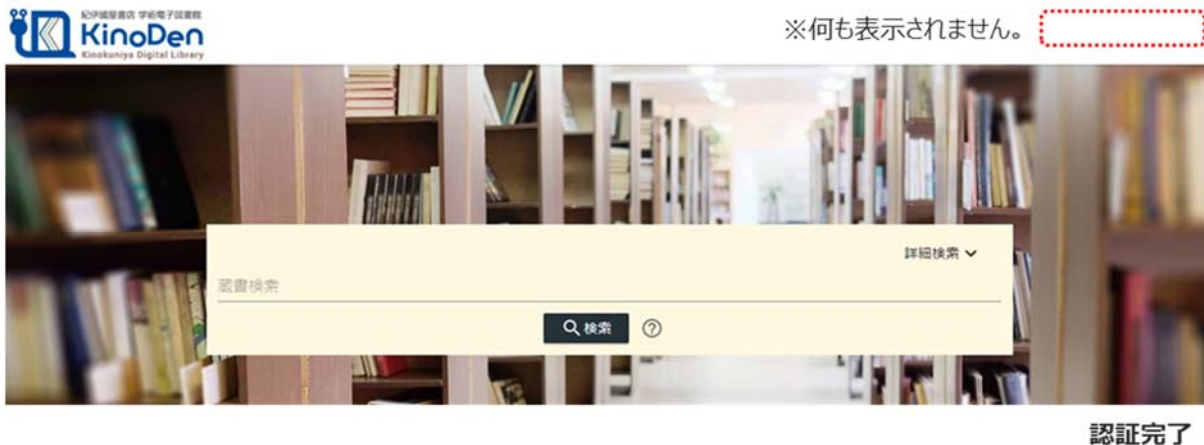 紀伊國屋書店 学術電子図書館
KinoDen
Kinokuniya Digital Library
※何も表示されません。
詳細検索
蔵書検索
検索
?
認証完了